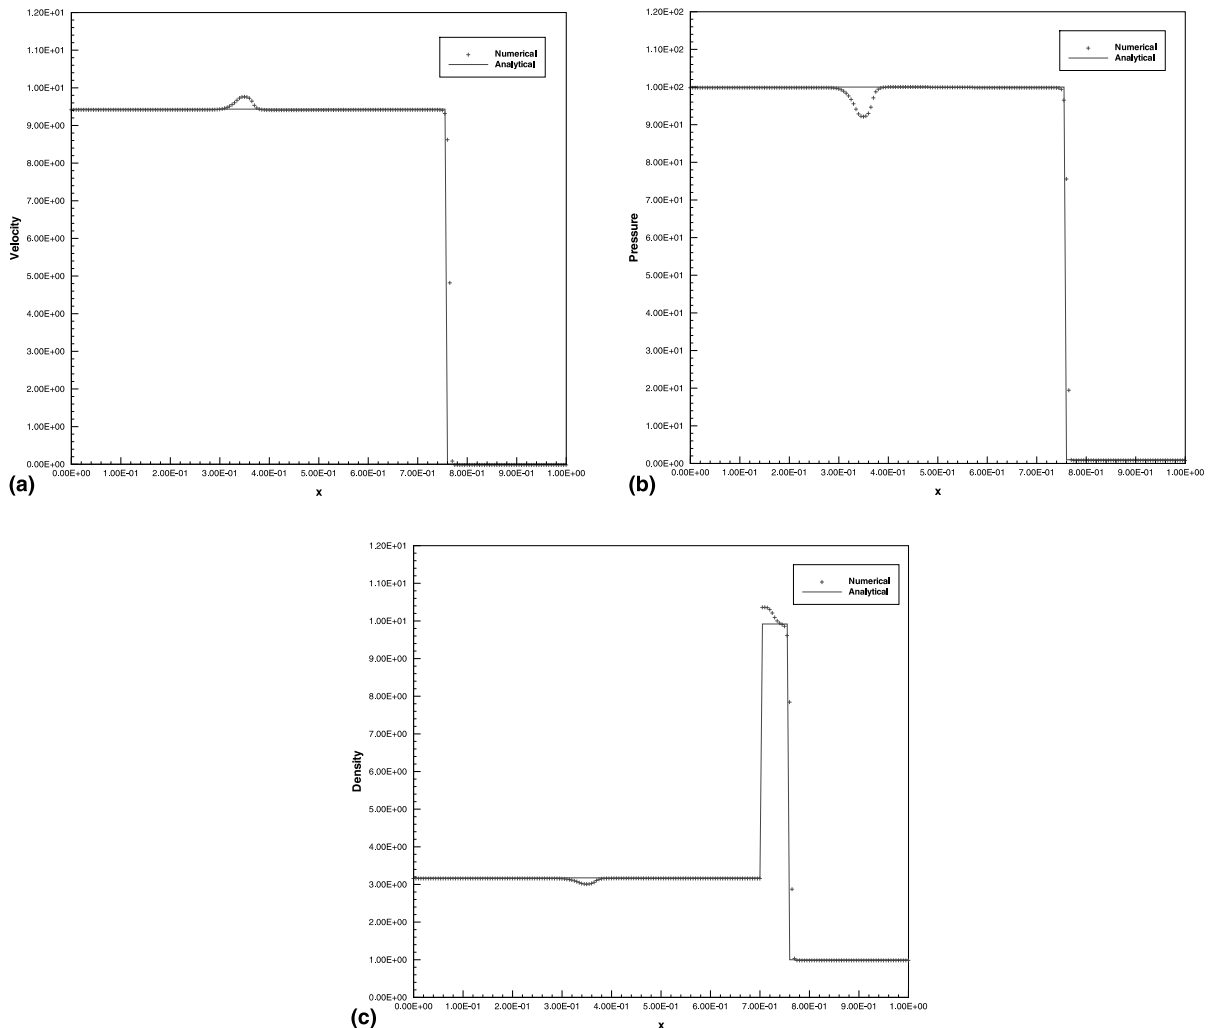 1.20E+01
1.10E+01
1.00E+01
9.00E+00
8.00E+00
7.00E+00
6.00E+00
5.00E+00
4.00E+00
3.00E+00
2.00E+00
1.00E+00
0.00E+00
Velocity
Numerical
Analytical
0.00E+00 1.00E-01 2.00E-01 3.00E-01 4.00E-01 5.00E-01 6.00E-01 7.00E-01 8.00E-01 9.00E-01 1.00E+00
x
(a)
1.20E+02
1.10E+02
1.00E+02
9.00E+01
8.00E+01
7.00E+01
6.00E+01
5.00E+01
4.00E+01
3.00E+01
2.00E+01
1.00E+01
0.00E+00
Pressure
Numerical
Analytical
0.00E+00 1.00E-01 2.00E-01 3.00E-01 4.00E-01 5.00E-01 6.00E-01 7.00E-01 8.00E-01 9.00E-01 1.00E+00
x
(b)
1.20E+01
1.10E+01
1.00E+01
9.00E+00
8.00E+00
7.00E+00
6.00E+00
5.00E+00
4.00E+00
3.00E+00
2.00E+00
1.00E+00
0.00E+00
Density
Numerical
Analytical
0.00E+00 1.00E-01 2.00E-01 3.00E-01 4.00E-01 5.00E-01 6.00E-01 7.00E-01 8.00E-01 9.00E-01 1.00E+00
x
(c)